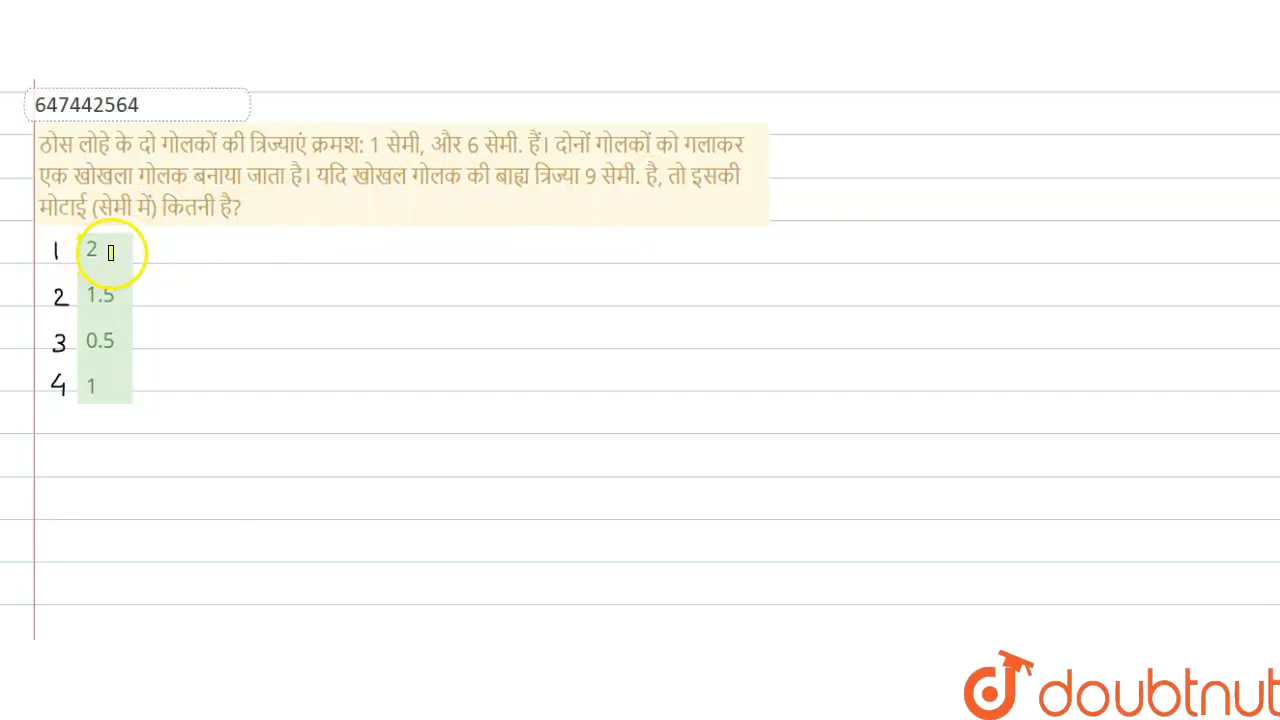 647442564
ठोस लोहे के दो गोलकों की त्रिज्याएं क्रमश: 1 सेमी, और 6 सेमी. हैं। दोनों गोलकों को गलाकर
एक खोखला गोलक बनाया जाता है। यदि खोखल गोलक की बाह्य त्रिज्या 9 सेमी. है, तो इसकी
मोटाई (सेमी में) कितनी है?
1 2
2 1.5
3 0.5
4 1
doubtnut